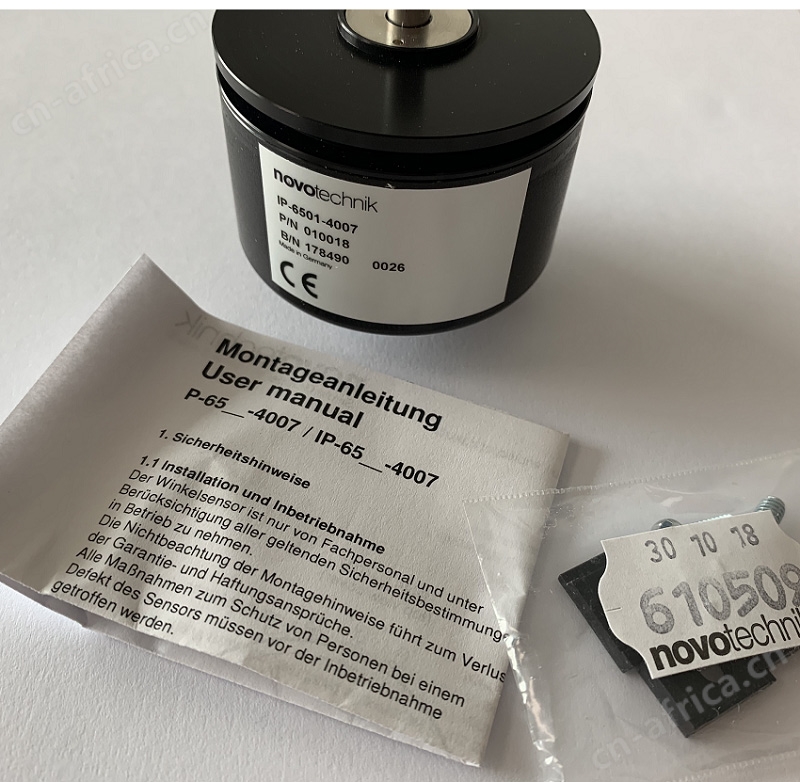 novotechnik
IP-6501-4007
P/N 010018
B/N 178490 0026
Made in Germany
CE
Montageanleitung
User manual
P-65__-4007 / IP-65__-4007
1. Sicherheitshinweise
1.1 Installation und Inbetriebnahme
Der Winkelsensor ist nur von Fachpersonal und unter
Berücksichtigung aller geltenden Sicherheitsbestimmung
in Betrieb zu nehmen.
Die Nichtbeachtung der Montagehinweise führt zum Verlus
der Garantie- und Haftungsansprüche.
Alle Maßnahmen zum Schutz von Personen bei einem
Defekt des Sensors müssen vor der Inbetriebnahme
getroffen werden.
30 10 18
610509
novotechnik
cn-africa.cn
cn-africa.cn